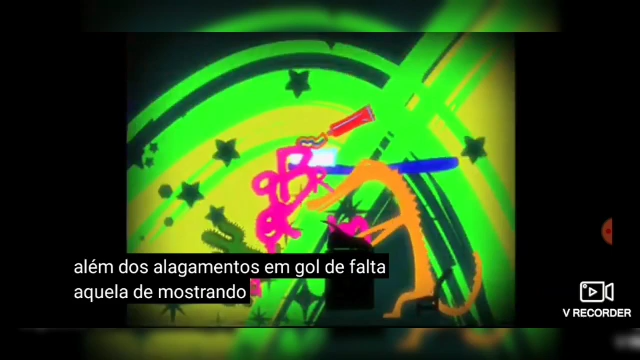 além dos alagamentos em gol de falta
aquela de mostrando
V RECORDER